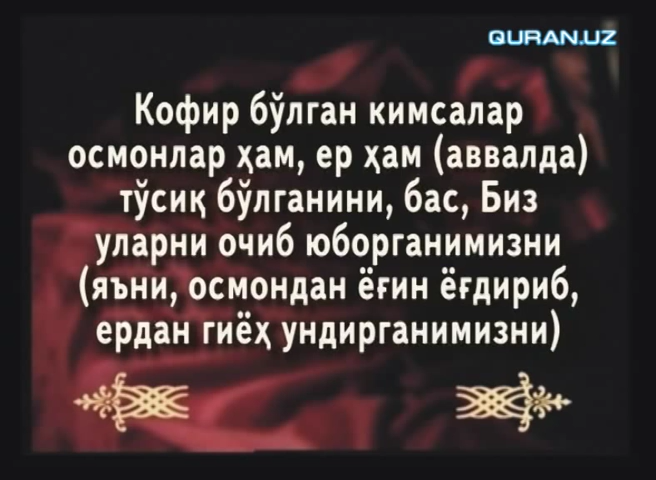 QURAN.UZ
Кофир бўлган кимсалар
осмонлар ҳам, ер ҳам (аввалда)
тўсиқ бўлганини, бас, Биз
уларни очиб юборганимизни
(яъни, осмондан ёғин ёғдириб,
ердан гиёҳ ундирганимизни)